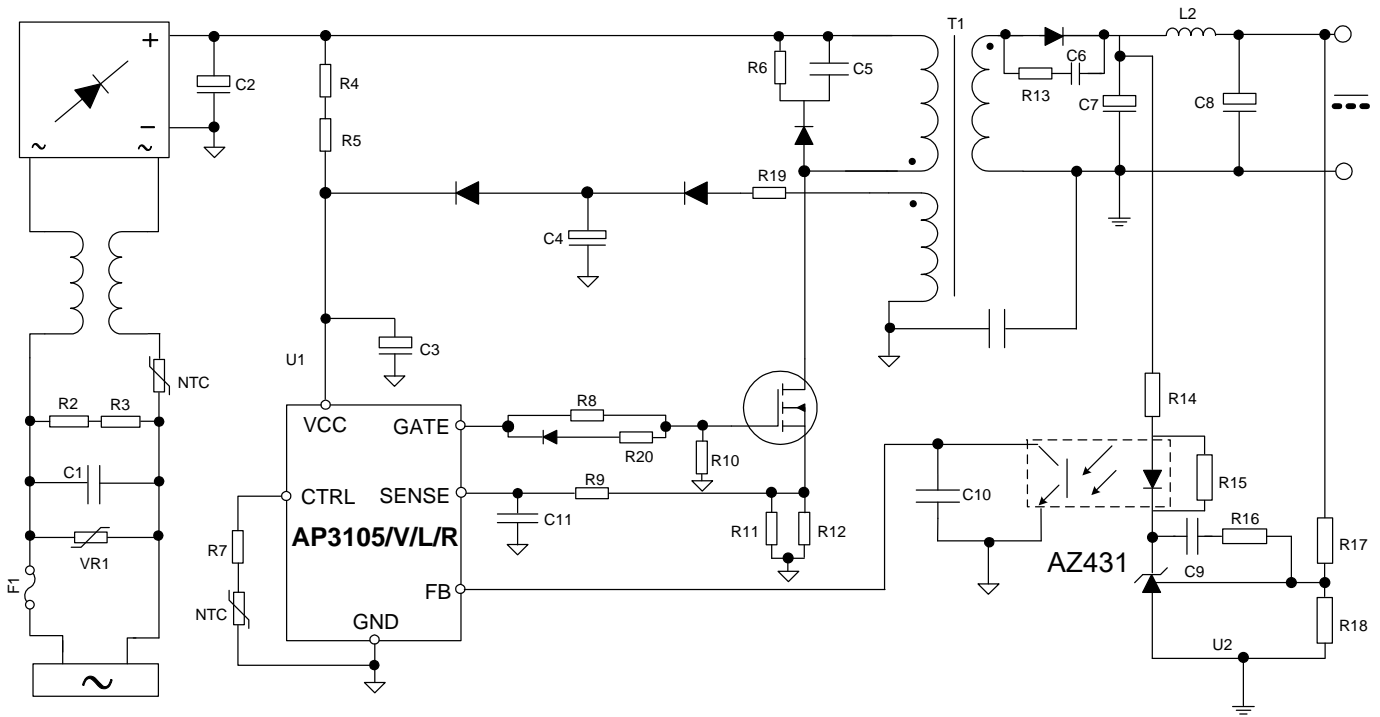 T1
L2
+
R6
C5
C6
C2
R4
R13
C7
C8
−
~
~
R5
R19
C4
C3
U1
NTC
R14
R2
R3
R8
VCC
GATE
R20
R10
C1
CTRL
SENSE
R9
C10
R15
C11
AP3105/V/L/R
R11
R12
R16
R7
VR1
AZ431
C9
R17
F1
FB
NTC
GND
R18
U2
~